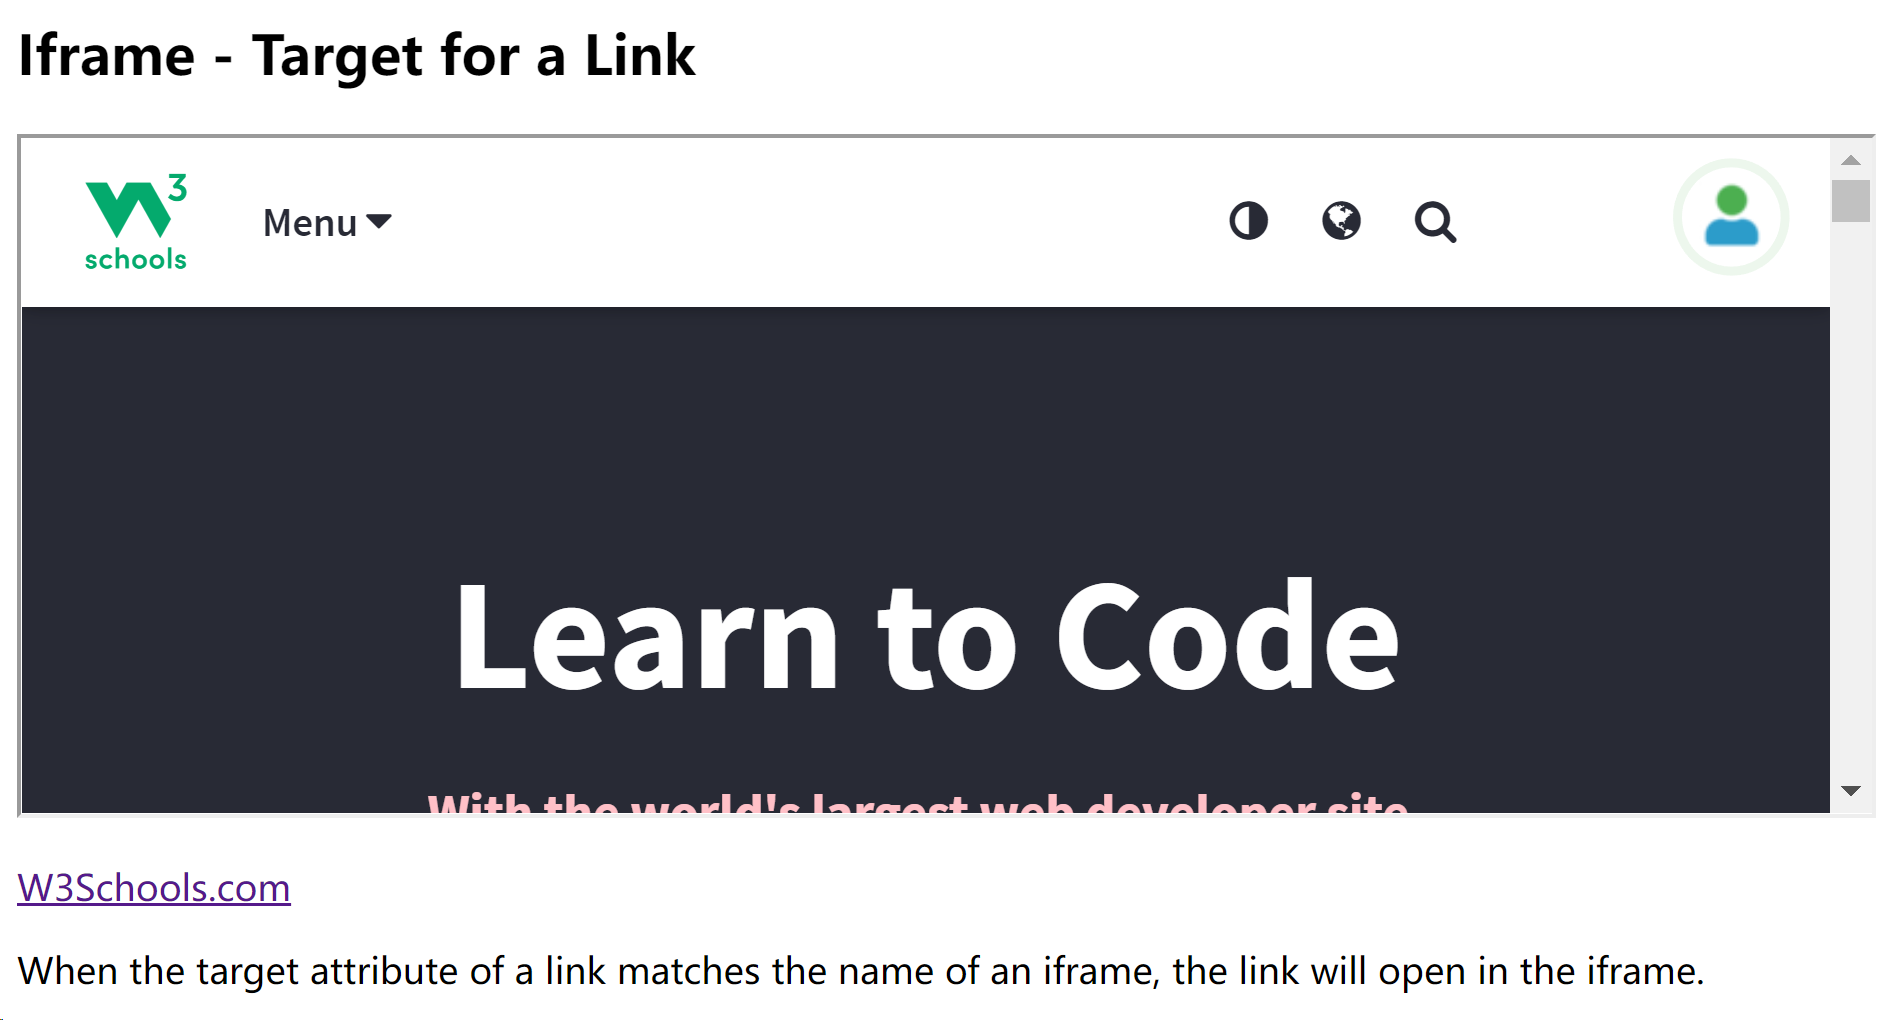 Iframe - Target for a Link
W3
schools
Menu
Learn to Code
With the world's largest web developer site.
W3Schools.com
When the target attribute of a link matches the name of an iframe, the link will open in the iframe.